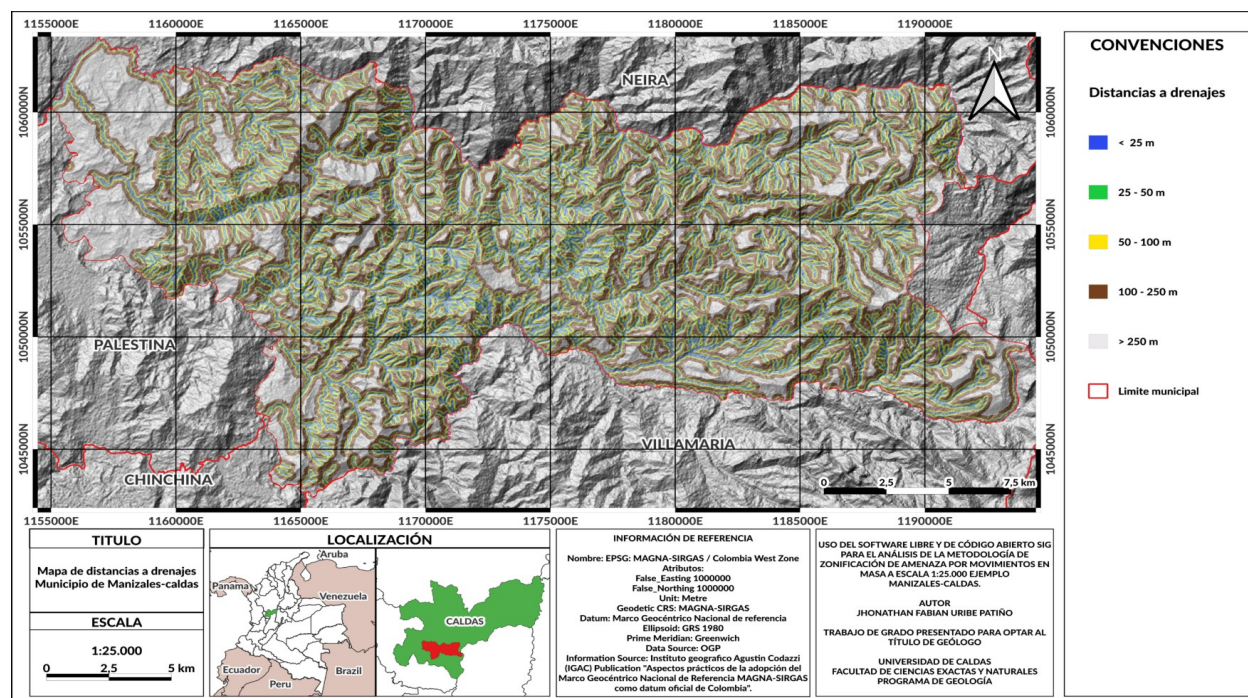 1155000E 1160000E 1165000E 1170000E 1175000E 1180000E 1185000E 1190000E
1060000N
1055000N
1050000N
1045000N
1060000N
1055000N
1050000N
1045000N
NEIRA
N
PALESTINA
CHINCHINA
VILLAMARIA
0 2,5 5 7,5 km
1155000E 1160000E 1165000E 1170000E 1175000E 1180000E 1185000E 1190000E
CONVENCIONES
Distancias a drenajes
< 25 m
25 - 50 m
50 - 100 m
100 - 250 m
> 250 m
Limite municipal
TITULO
Mapa de distancias a drenajes
Municipio de Manizales-caldas
ESCALA
1:25.000
0 2,5 5 km
LOCALIZACIÓN
Aruba
Panama
Venezuela
Ecuador
Peru
Brazil
CALDAS
INFORMACIÓN DE REFERENCIA
Nombre: EPSG: MAGNA-SIRGAS / Colombia West Zone
Atributos:
False_Easting 1000000
False_Northing 1000000
Unit: Metre
Geodetic CRS: MAGNA-SIRGAS
Datum: Marco Geocéntrico Nacional de referencia
Ellipsoid: GRS 1980
Prime Meridian: Greenwich
Data Source: OGP
Information Source: Instituto geografico Agustin Codazzi
(IGAC) Publication "Aspectos prácticos de la adopción del
Marco Geocéntrico Nacional de Referencia MAGNA-SIRGAS
como datum oficial de Colombia".
USO DEL SOFTWARE LIBRE Y DE CÓDIGO ABIERTO SIG
PARA EL ANÁLISIS DE LA METODOLOGÍA DE
ZONIFICACIÓN DE AMENAZA POR MOVIMIENTOS EN
MASA A ESCALA 1:25.000 EJEMPLO
MANIZALES-CALDAS.
AUTOR
JHONATHAN FABIAN URIBE PATIÑO
TRABAJO DE GRADO PRESENTADO PARA OPTAR AL
TÍTULO DE GEÓLOGO
UNIVERSIDAD DE CALDAS
FACULTAD DE CIENCIAS EXACTAS Y NATURALES
PROGRAMA DE GEOLOGÍA